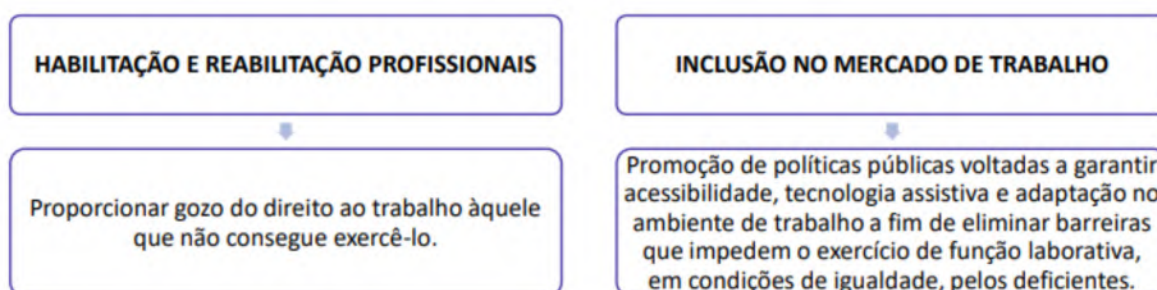 HABILITAÇÃO E REABILITAÇÃO PROFISSIONAIS
Proporcionar gozo do direito ao trabalho àquele
que não consegue exercê-lo.
INCLUSÃO NO MERCADO DE TRABALHO
Promoção de políticas públicas voltadas a garantir
acessibilidade, tecnologia assistiva e adaptação no
ambiente de trabalho a fim de eliminar barreiras
que impedem o exercício de função laborativa,
em condições de igualdade, pelos deficientes.